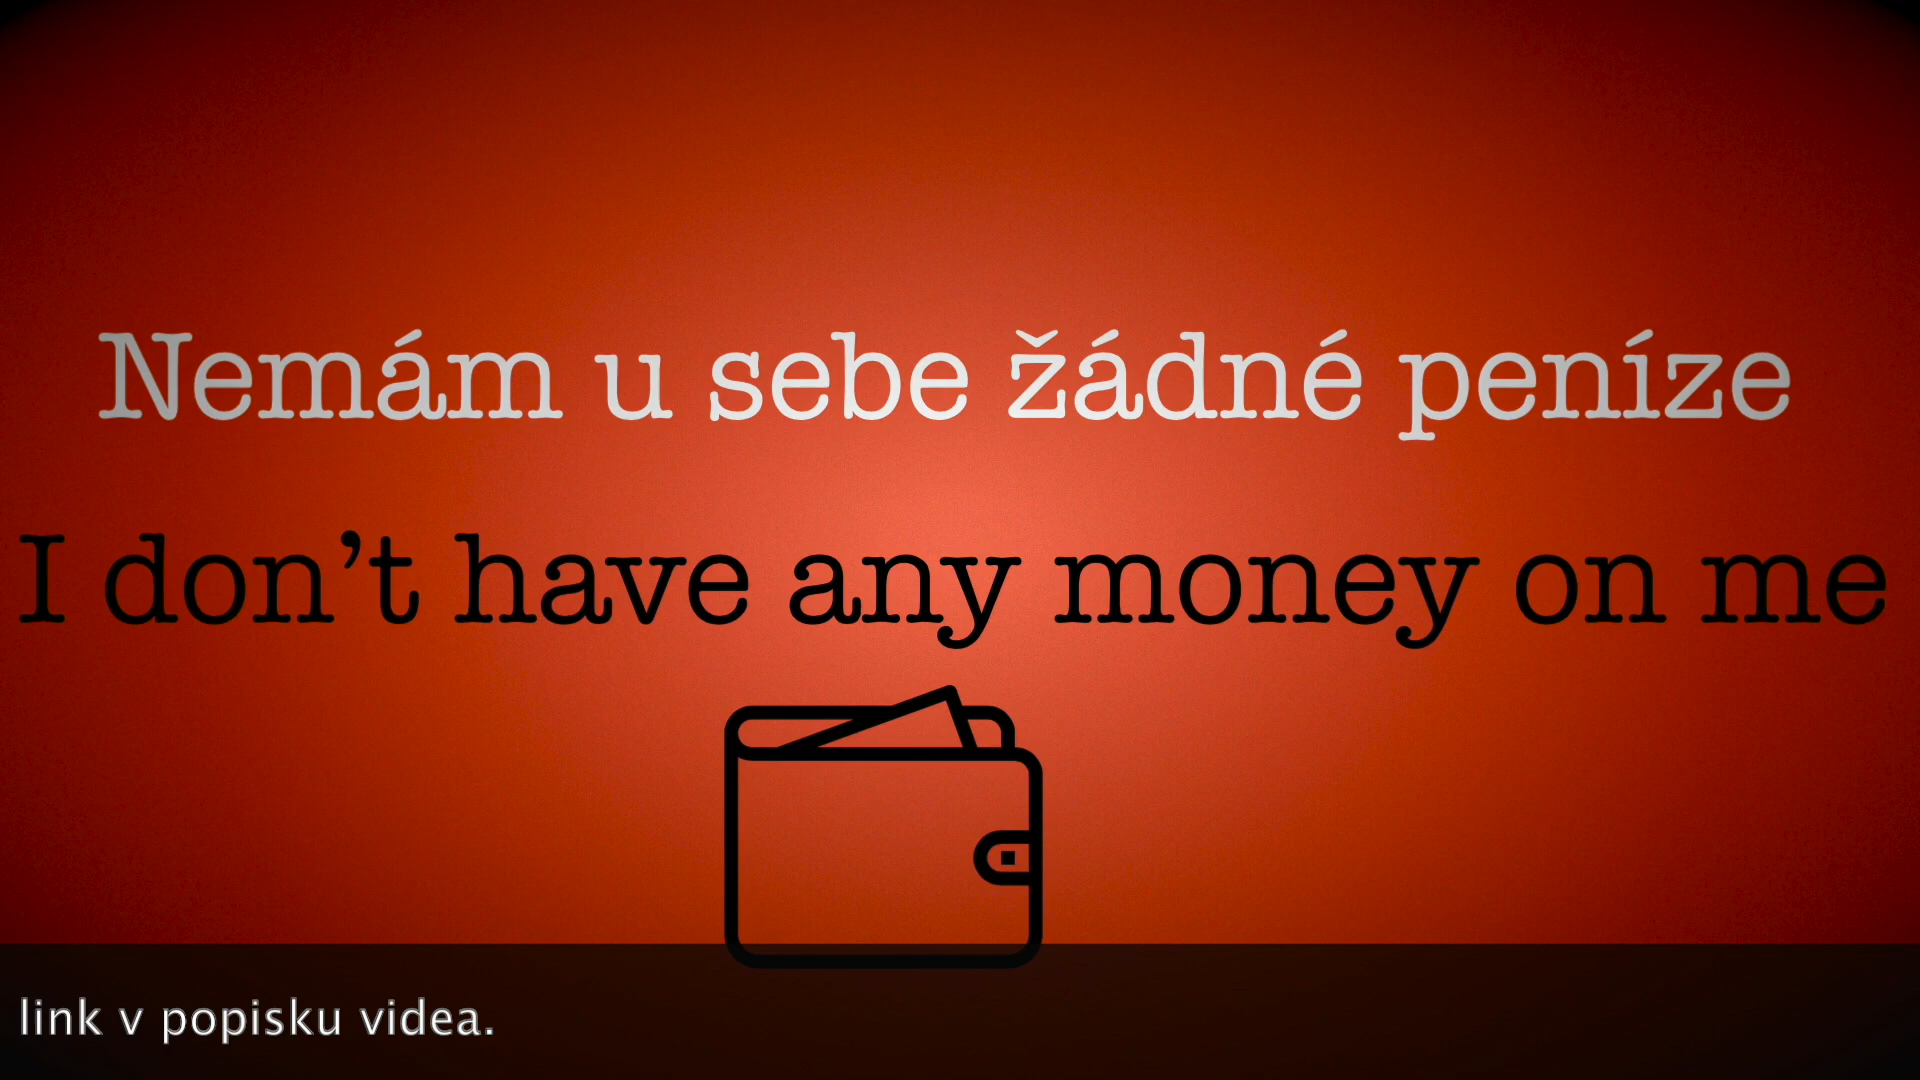 Nemám u sebe žádné peníze
I don’t have any money on me
link v popisku videa.